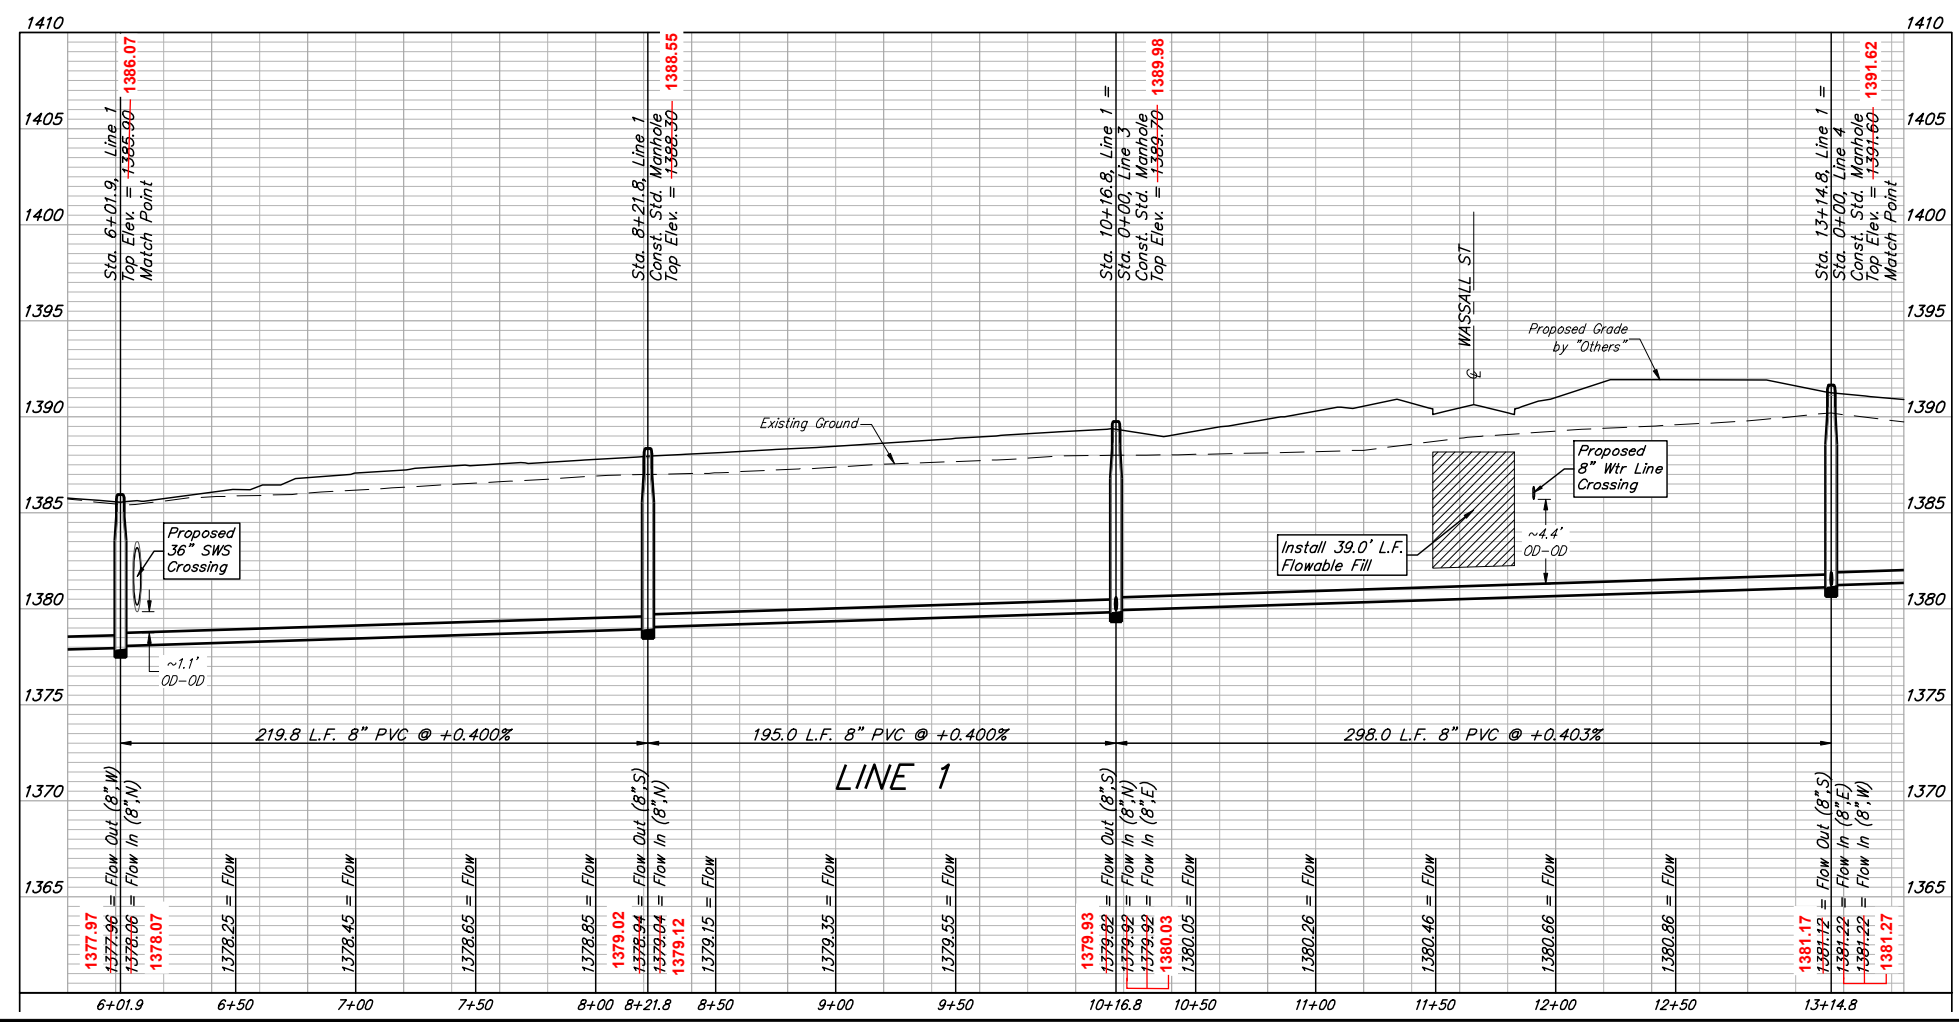 1410
1410
1405
1405
1400
1400
1395
1395
1390
1390
1385
1385
1380
1380
1375
1375
1370
1370
1365
1365
Sta. 6+01.9, Line 1
Top Elev. = 1385.90
1386.07
Match Point
Sta. 8+21.8, Line 1
Const. Std. Manhole
Top Elev. = 1388.30
1388.55
Sta. 10+16.8, Line 1 =
Sta. 0+00, Line 3
Const. Std. Manhole
Top Elev. = 1389.70
1389.98
WASSALL ST
℄
Sta. 13+14.8, Line 1 =
Sta. 0+00, Line 4
Const. Std. Manhole
Top Elev. = 1391.60
1391.62
Match Point
Proposed Grade
by "Others"
Existing Ground
Proposed
8" Wtr Line
Crossing
Proposed
36" SWS
Crossing
Install 39.0' L.F.
Flowable Fill
~4.4'
OD-OD
~1.1'
OD-OD
219.8 L.F. 8" PVC @ +0.400%
195.0 L.F. 8" PVC @ +0.400%
298.0 L.F. 8" PVC @ +0.403%
LINE 1
1377.97
1377.96 = Flow Out (8",W)
1378.06 = Flow In (8",N)
1378.07
1378.25 = Flow
1378.45 = Flow
1378.65 = Flow
1378.85 = Flow
1379.02
1378.94 = Flow Out (8",S)
1379.04 = Flow In (8",N)
1379.12
1379.15 = Flow
1379.35 = Flow
1379.55 = Flow
1379.93
1379.82 = Flow Out (8",S)
1379.92 = Flow In (8",N)
1379.92 = Flow In (8",E)
1380.03
1380.05 = Flow
1380.26 = Flow
1380.46 = Flow
1380.66 = Flow
1380.86 = Flow
1381.17
1381.12 = Flow Out (8",S)
1381.22 = Flow In (8",E)
1381.22 = Flow In (8",W)
1381.27
6+01.9
6+50
7+00
7+50
8+00
8+21.8
8+50
9+00
9+50
10+16.8
10+50
11+00
11+50
12+00
12+50
13+14.8